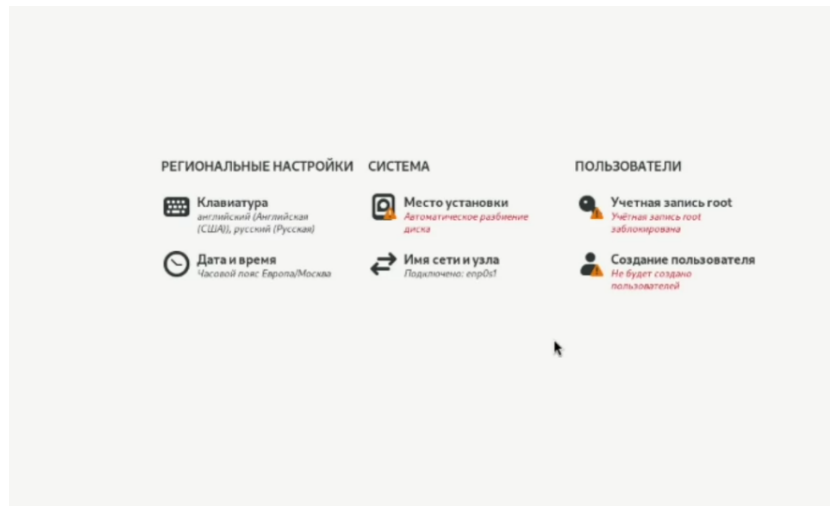 РЕГИОНАЛЬНЫЕ НАСТРОЙКИ
Клавиатура
английский (Английская
(США)), русский (Русская)
Дата и время
Часовой пояс Европа/Москва
СИСТЕМА
Место установки
Автоматическое разбиение
диска
Имя сети и узла
Подключено: enp0s1
ПОЛЬЗОВАТЕЛИ
Учетная запись root
Учётная запись root
заблокирована
Создание пользователя
Не будет создано
пользователей